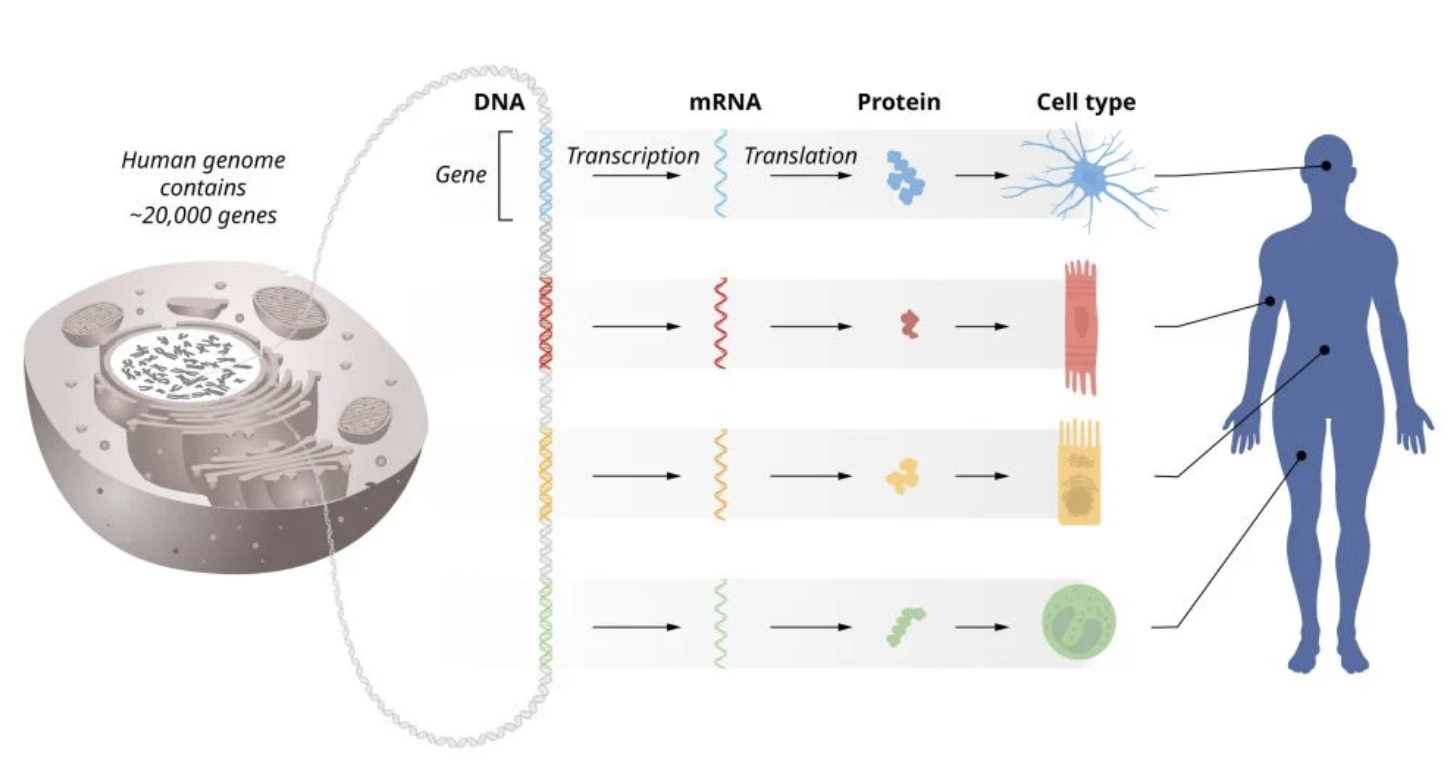 Human genome
contains
~20,000 genes
DNA
mRNA
Protein
Cell type
Gene
Transcription
Translation